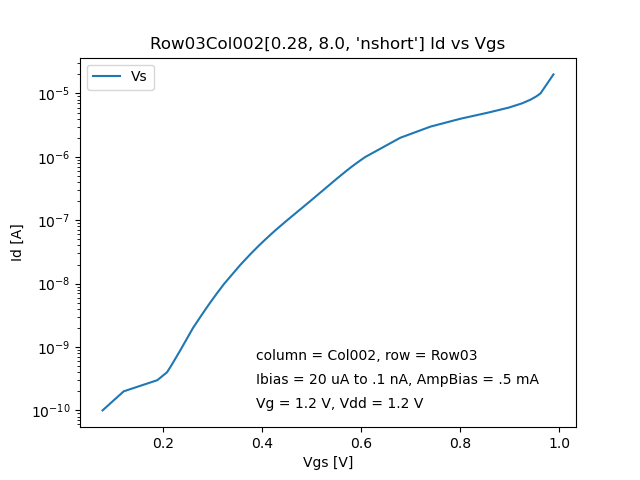 Row03Col002[0.28, 8.0, 'nshort'] Id vs Vgs
Vs
10⁻⁵
10⁻⁶
10⁻⁷
10⁻⁸
10⁻⁹
10⁻¹⁰
Id [A]
column = Col002, row = Row03
Ibias = 20 uA to .1 nA, AmpBias = .5 mA
Vg = 1.2 V, Vdd = 1.2 V
0.2 0.4 0.6 0.8 1.0
Vgs [V]